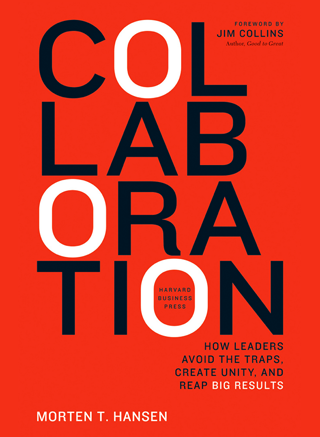 FOREWORD BY
JIM COLLINS
Author, Good to Great
COL
LAB
ORA
TION
HARVARD
BUSINESS
PRESS
HOW LEADERS
AVOID THE TRAPS,
CREATE UNITY, AND
REAP BIG RESULTS
MORTEN T. HANSEN